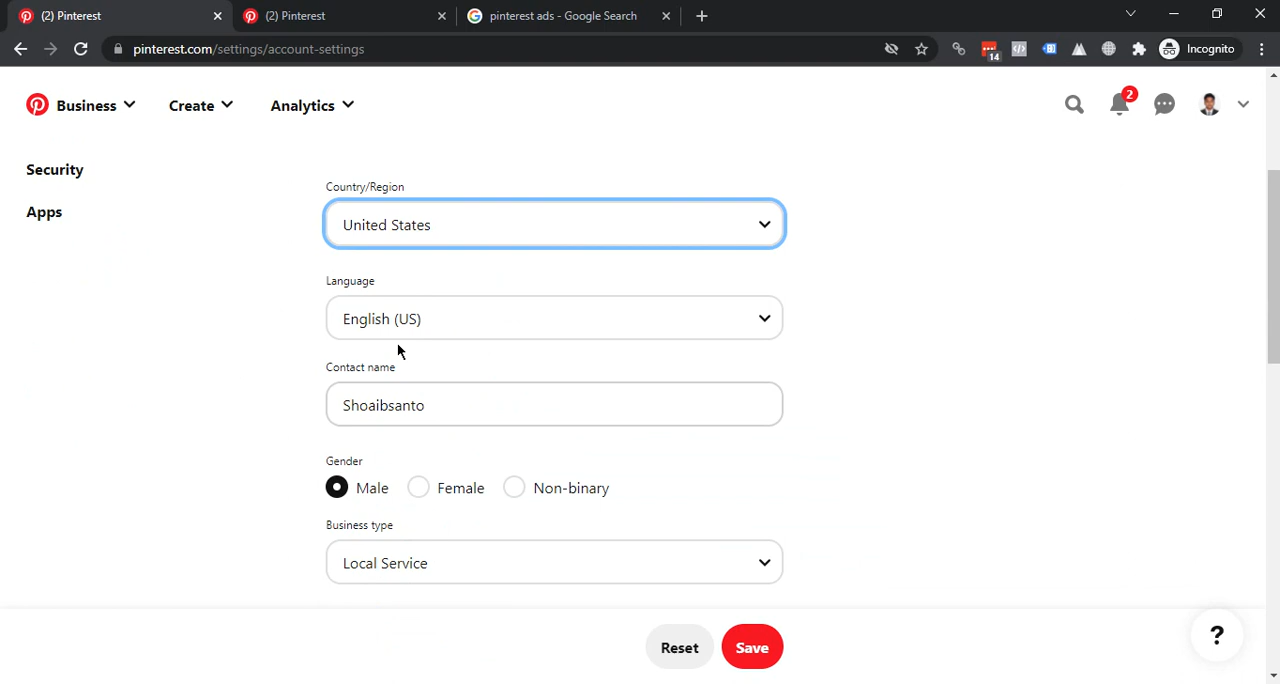 (2) Pinterest
(2) Pinterest
pinterest ads - Google Search
pinterest.com/settings/account-settings
14
Incognito
Business
Create
Analytics
2
Security
Apps
Country/Region
United States
Language
English (US)
Contact name
Shoaibsanto
Gender
Male
Female
Non-binary
Business type
Local Service
Reset
Save
?